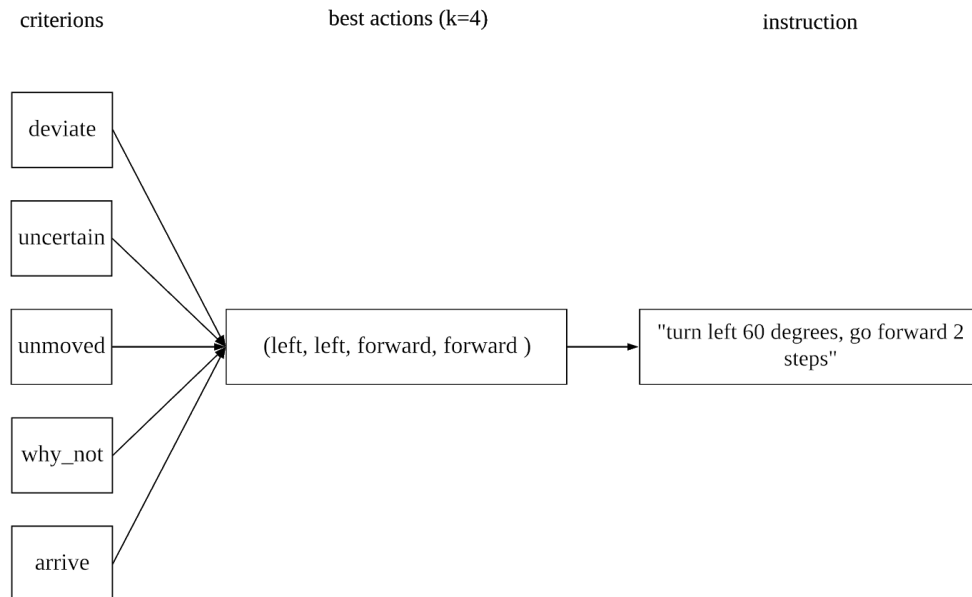 criterions
best actions (k=4)
instruction
deviate
uncertain
unmoved
why_not
arrive
(left, left, forward, forward )
"turn left 60 degrees, go forward 2
steps"